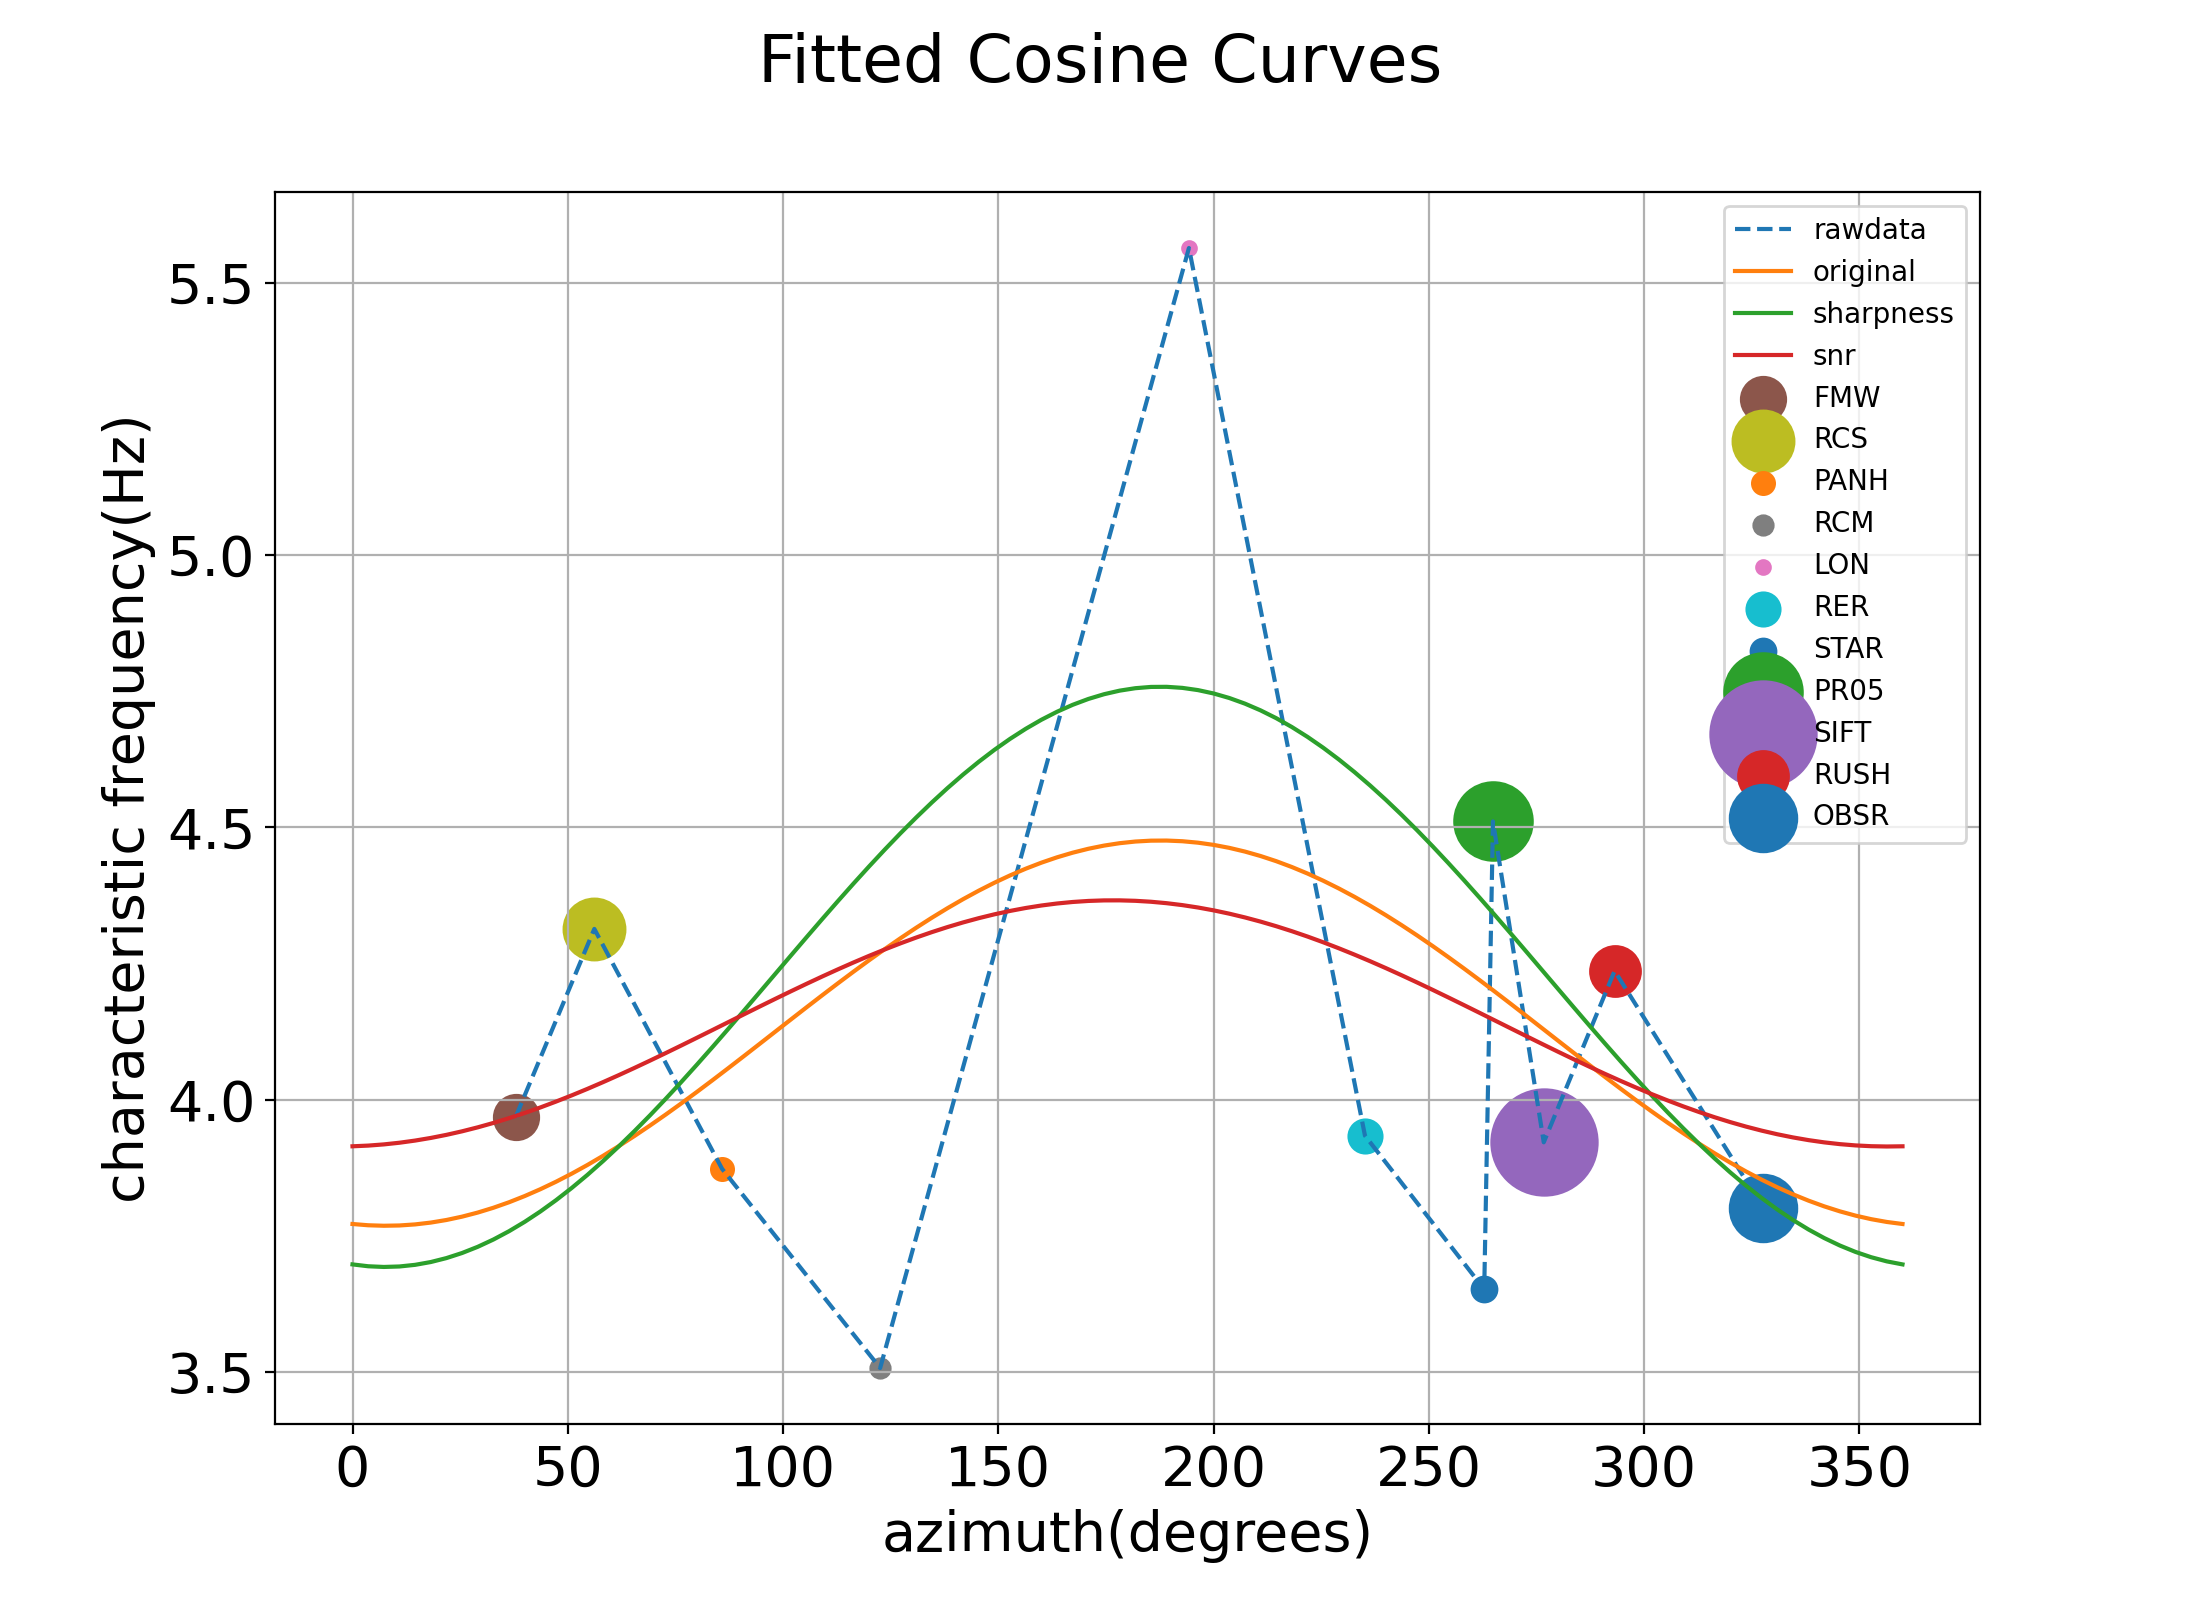 Fitted Cosine Curves
characteristic frequency(Hz)
5.5
5.0
4.5
4.0
3.5
rawdata
original
sharpness
snr
FMW
RCS
PANH
RCM
LON
RER
STAR
PR05
SIFT
RUSH
OBSR
0 50 100 150 200 250 300 350
azimuth(degrees)